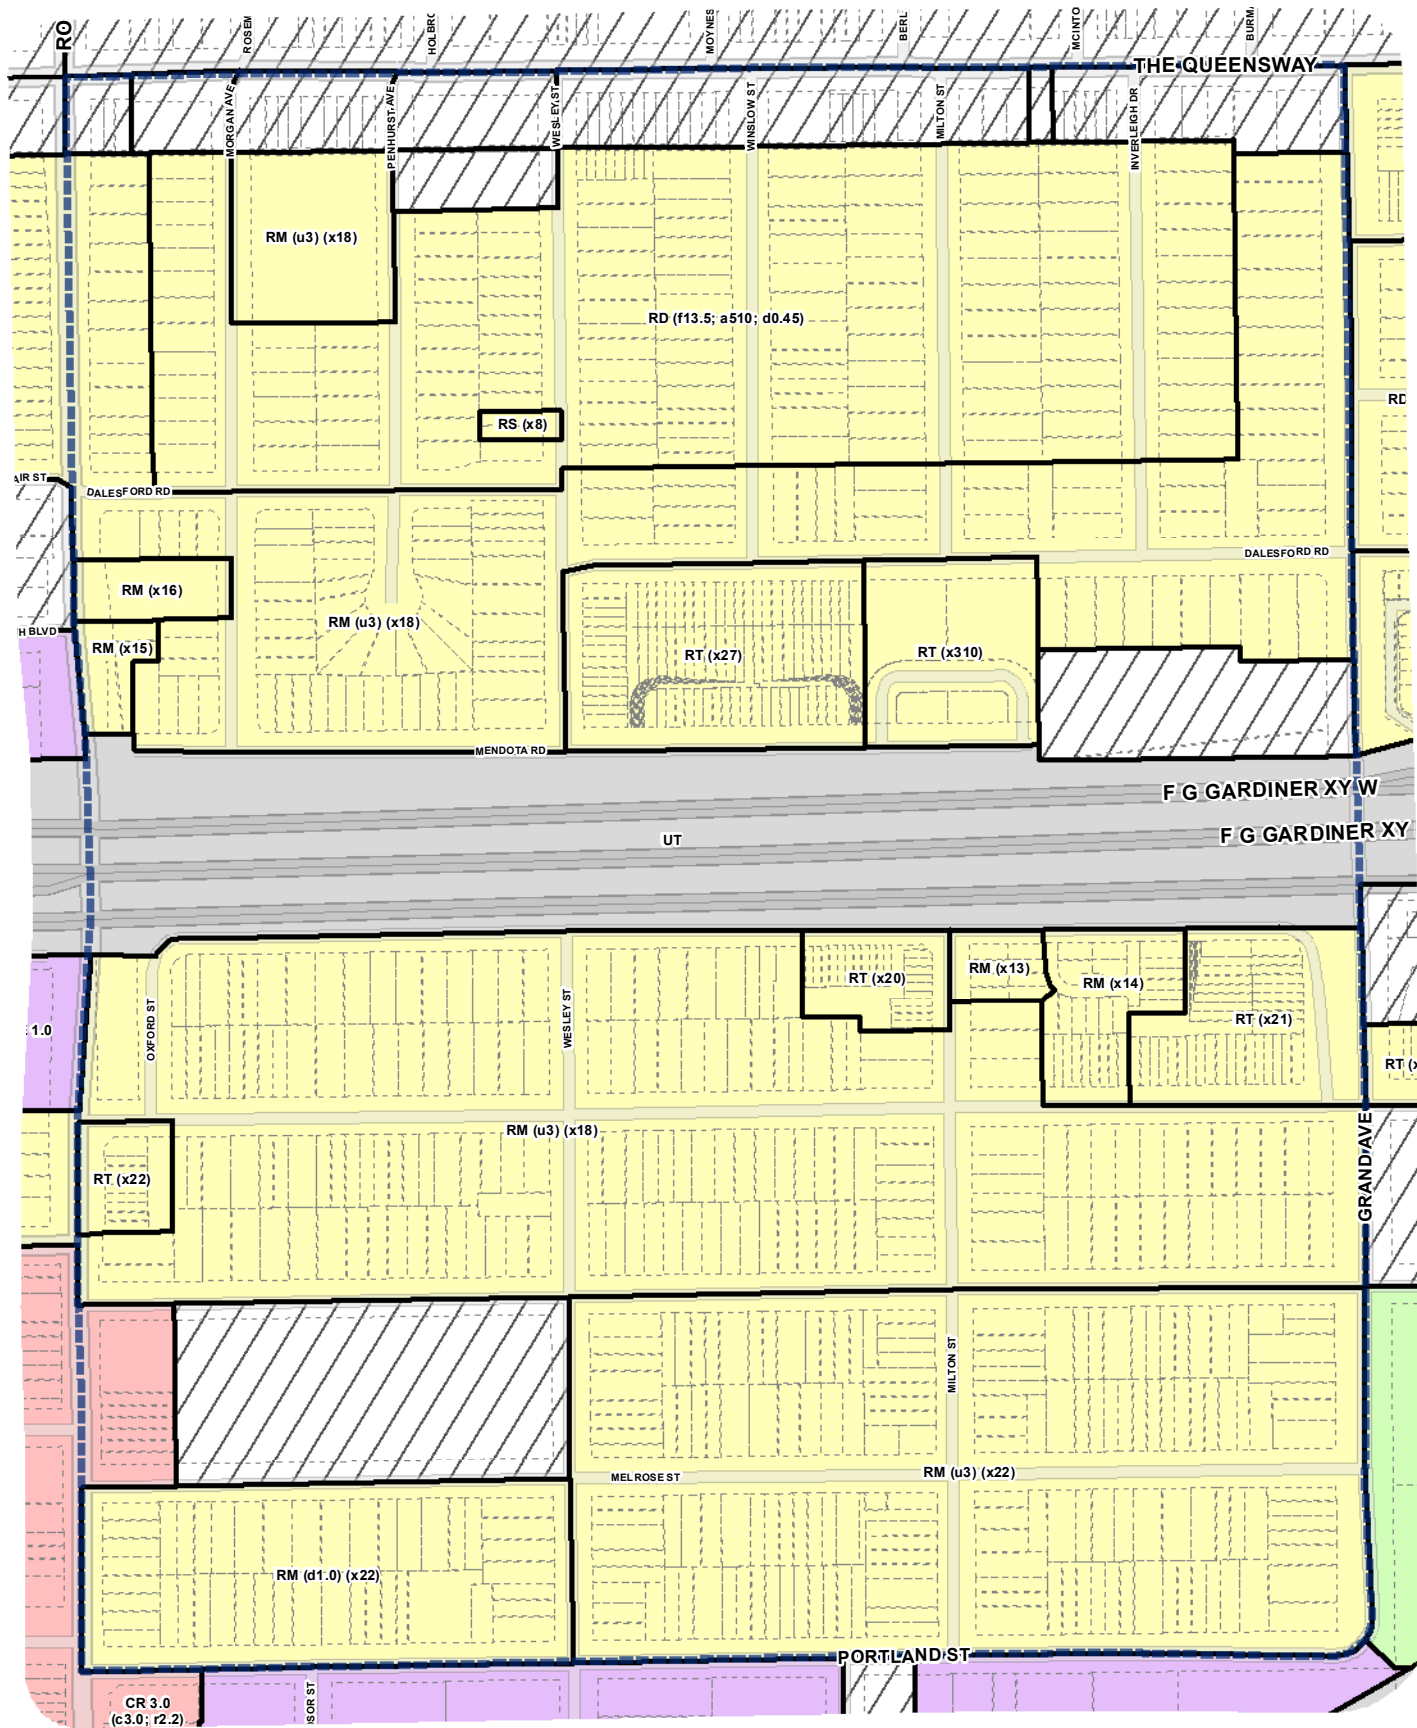 RO
ROSEM
HOLBRC
MOYNES
BERL
MCINTO
BURMA
THE QUEENSWAY
MORGAN AVE
PENHURST AVE
WESLEY ST
WINSLOW ST
MILTON ST
INVERLEIGH DR
RM (u3) (x18)
RD (f13.5; a510; d0.45)
RD
RS (x8)
AIR ST
DALESFORD RD
DALESFORD RD
RM (x16)
RM (u3) (x18)
H BLVD
RM (x15)
RT (x27)
RT (x310)
MENDOTA RD
F G GARDINER XY W
F G GARDINER XY
UT
RT (x20)
RM (x13)
RM (x14)
RT (x21)
OXFORD ST
WESLEY ST
1.0
RT (x
RM (u3) (x18)
GRAND AVE
RT (x22)
MILTON ST
MELROSE ST
RM (u3) (x22)
RM (d1.0) (x22)
PORTLAND ST
CR 3.0
(c3.0; r2.2)
SOR ST